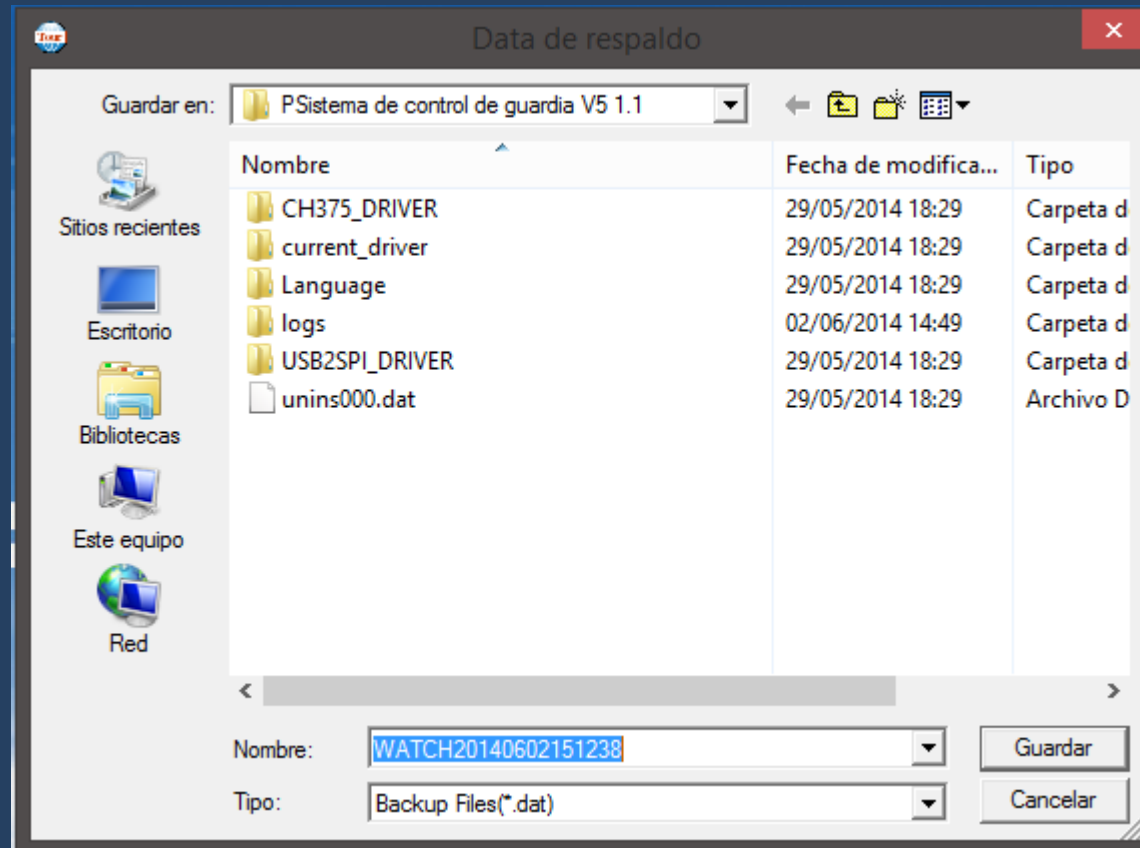 Tour
Data de respaldo
Guardar en: PSistema de control de guardia V5 1.1
Nombre Fecha de modifica... Tipo
CH375_DRIVER 29/05/2014 18:29 Carpeta d
current_driver 29/05/2014 18:29 Carpeta d
Language 29/05/2014 18:29 Carpeta d
logs 02/06/2014 14:49 Carpeta d
USB2SPI_DRIVER 29/05/2014 18:29 Carpeta d
unins000.dat 29/05/2014 18:29 Archivo D
Sitios recientes
Escritorio
Bibliotecas
Este equipo
Red
Nombre: WATCH20140602151238 Guardar
Tipo: Backup Files(*.dat) Cancelar